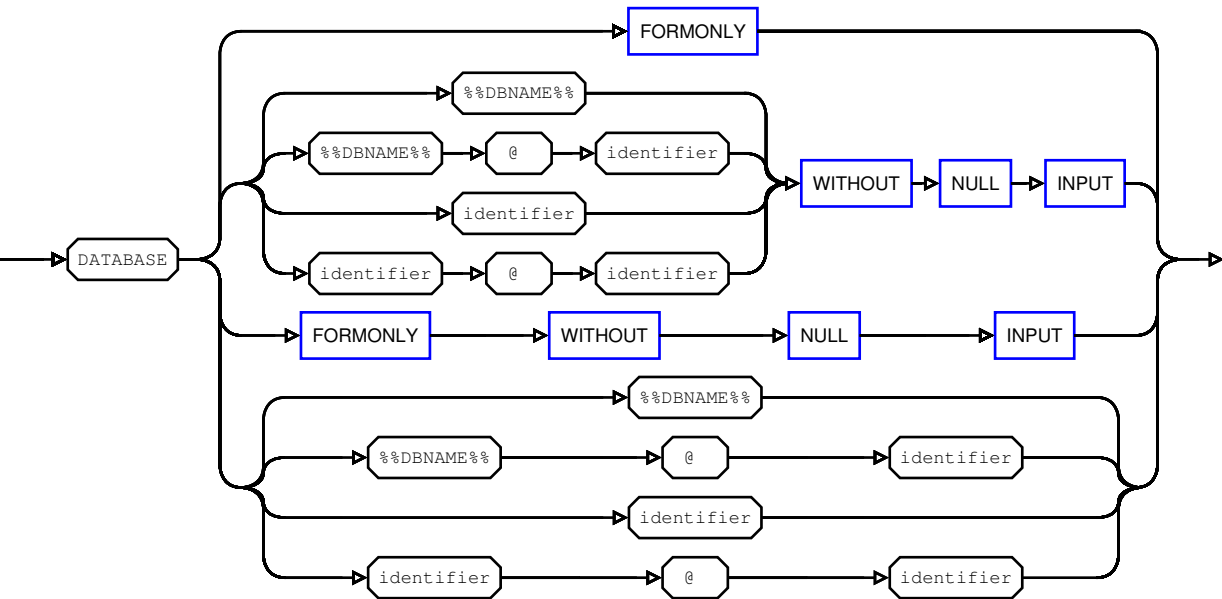 FORMONLY
%%DBNAME%%
%%DBNAME%% @ identifier
WITHOUT NULL INPUT
identifier
DATABASE
identifier @ identifier
FORMONLY WITHOUT NULL INPUT
%%DBNAME%%
%%DBNAME%% @ identifier
identifier
identifier @ identifier